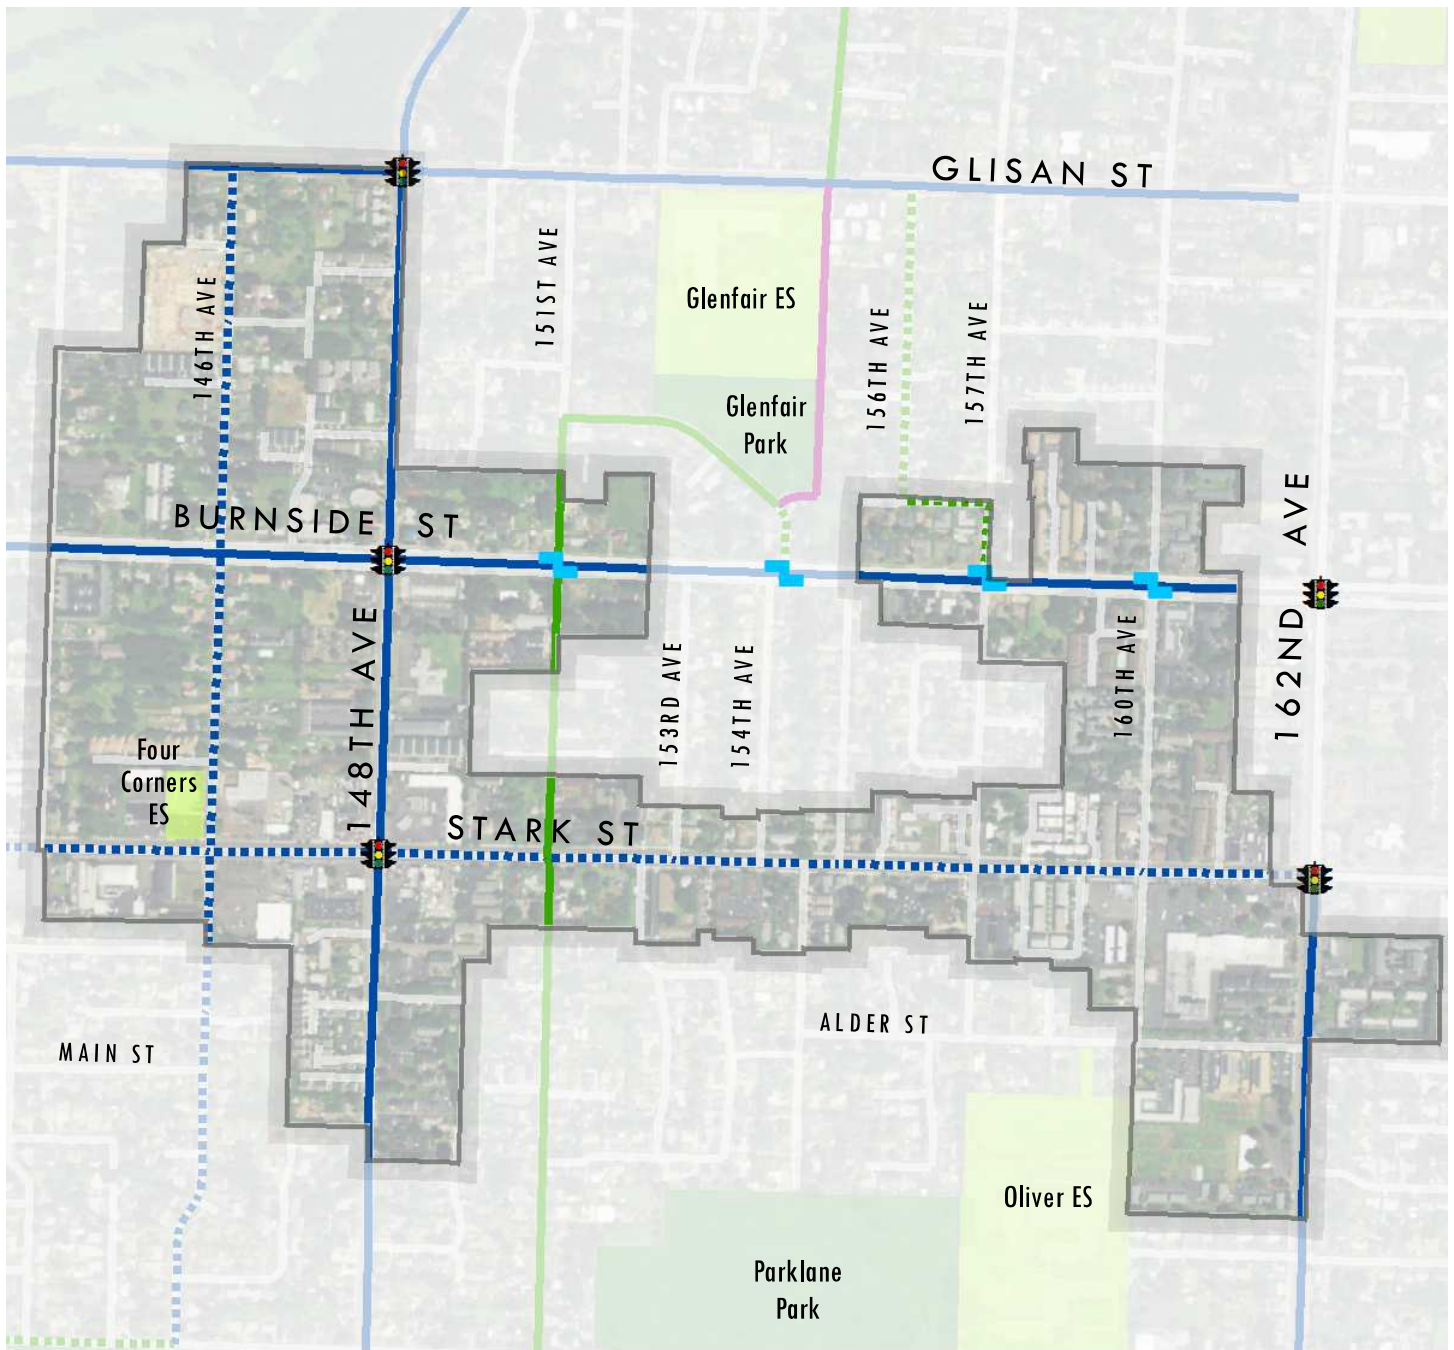 GLISAN ST
146TH AVE
151ST AVE
Glenfair ES
156TH AVE
157TH AVE
Glenfair
Park
BURNSIDE ST
162ND AVE
148TH AVE
153RD AVE
154TH AVE
160TH AVE
Four
Corners
ES
STARK ST
MAIN ST
ALDER ST
Oliver ES
Parklane
Park